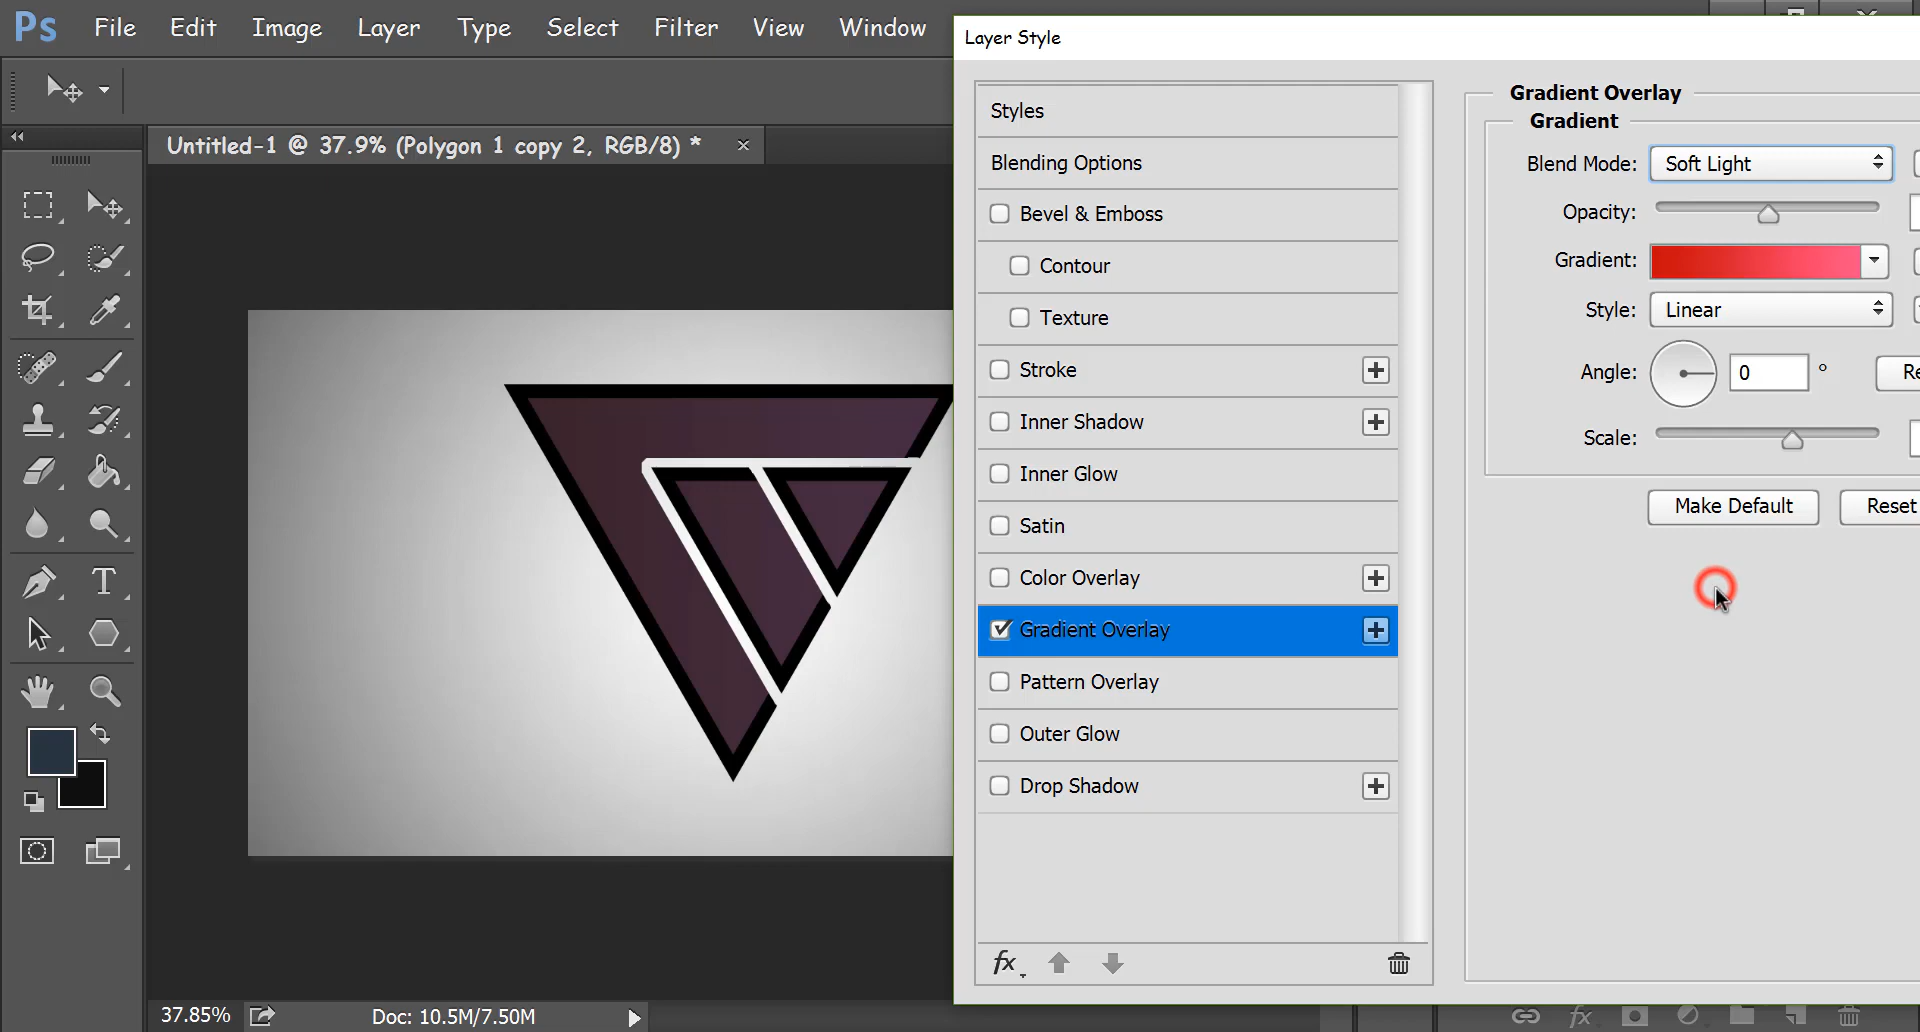 Ps File Edit Image Layer Type Select Filter View Window
Layer Style
Untitled-1 @ 37.9% (Polygon 1 copy 2, RGB/8) *
Styles
Blending Options
Bevel & Emboss
Contour
Texture
Stroke
Inner Shadow
Inner Glow
Satin
Color Overlay
Gradient Overlay
Pattern Overlay
Outer Glow
Drop Shadow
fx
Gradient Overlay
Gradient
Blend Mode: Soft Light
Opacity:
Gradient:
Style: Linear
Angle: 0 °
Re
Scale:
Make Default
Reset
37.85%
Doc: 10.5M/7.50M
fx